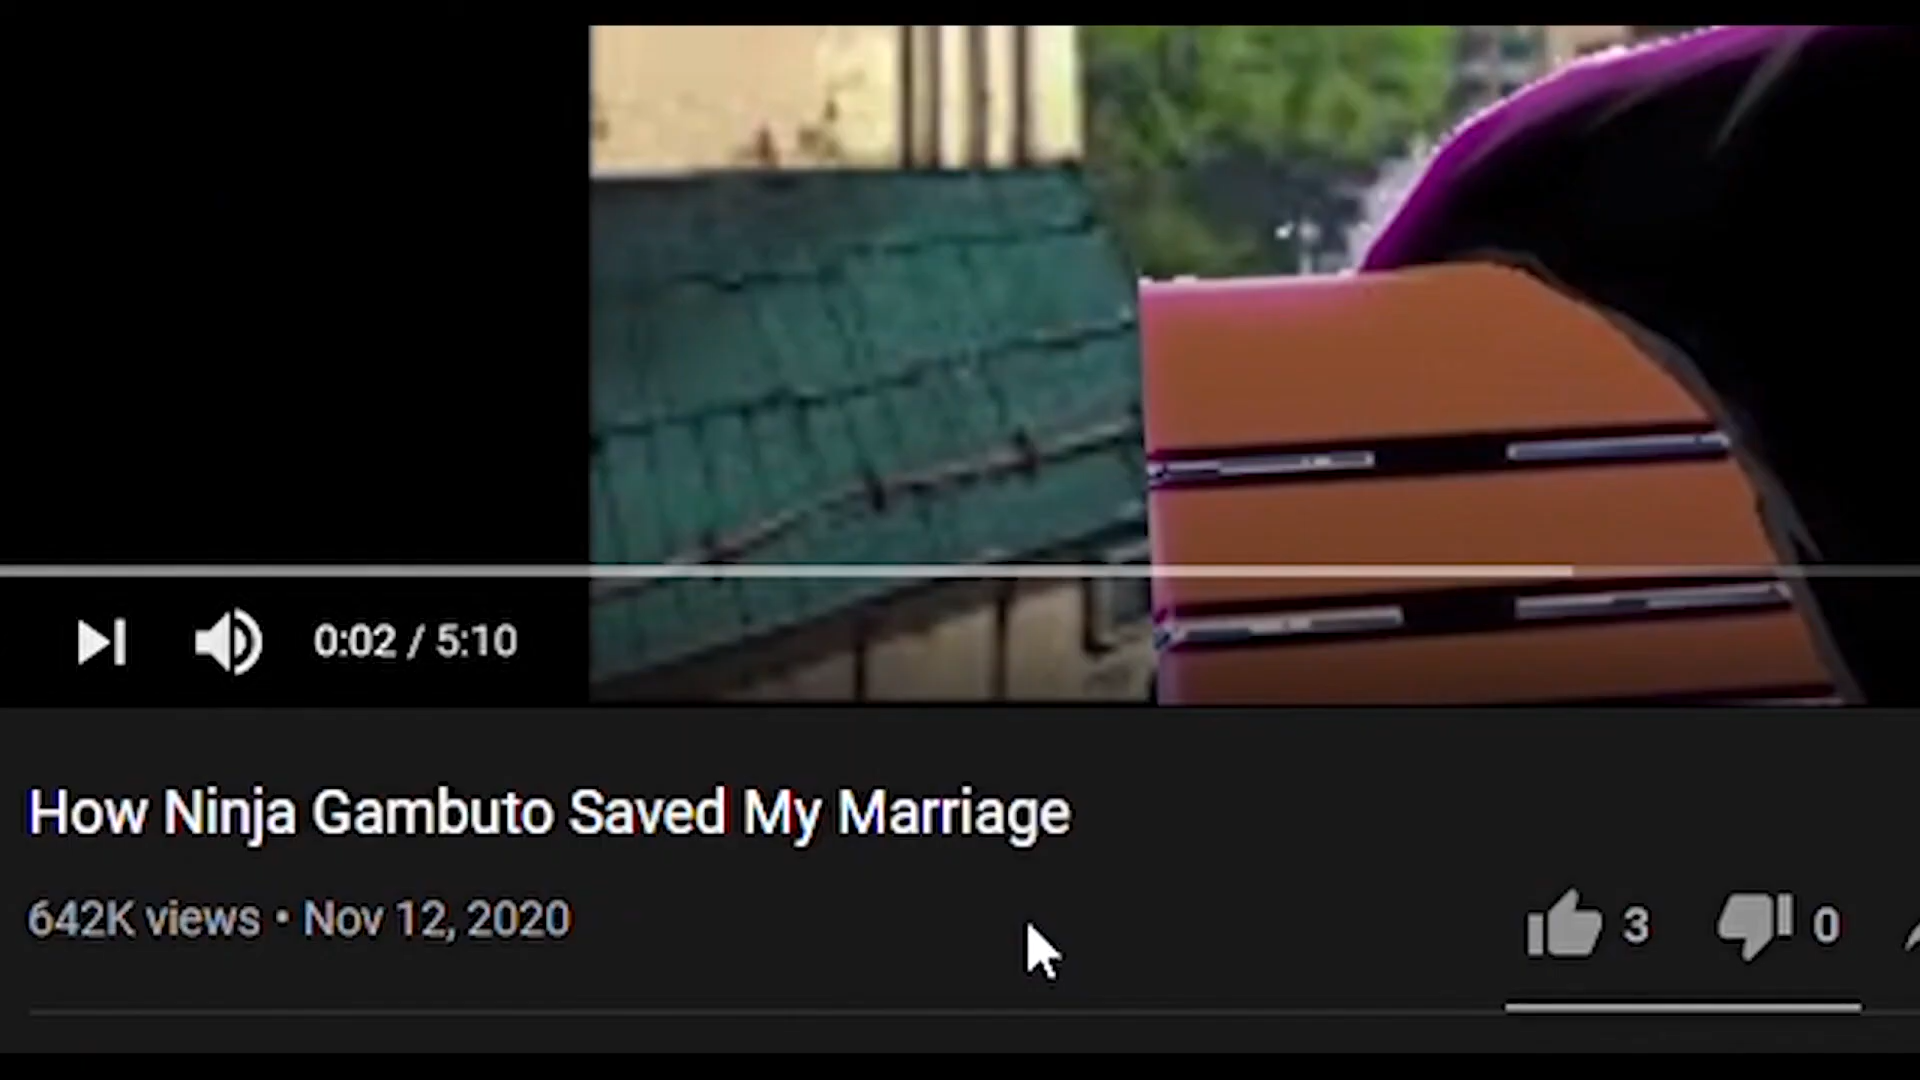 0:02 / 5:10
How Ninja Gambuto Saved My Marriage
642K views • Nov 12, 2020
3 0